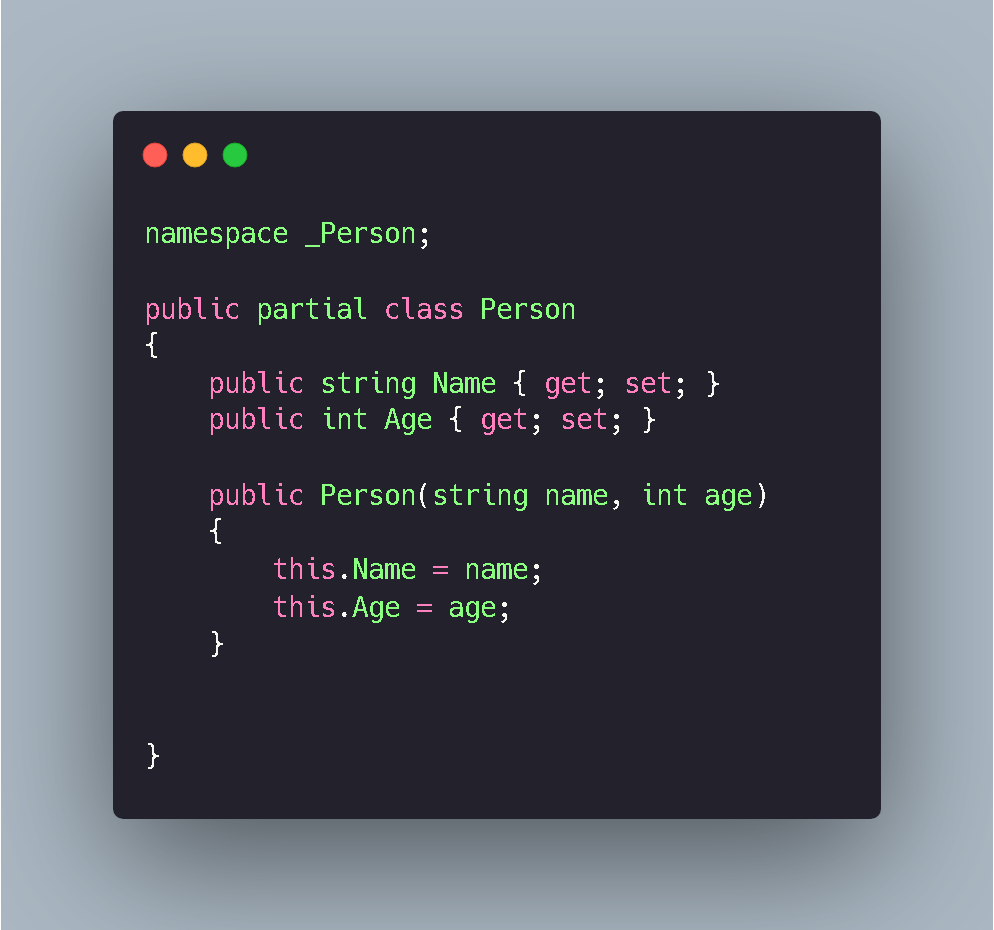 namespace _Person;
public partial class Person
{
    public string Name { get; set; }
    public int Age { get; set; }
    public Person(string name, int age)
    {
        this.Name = name;
        this.Age = age;
    }
}